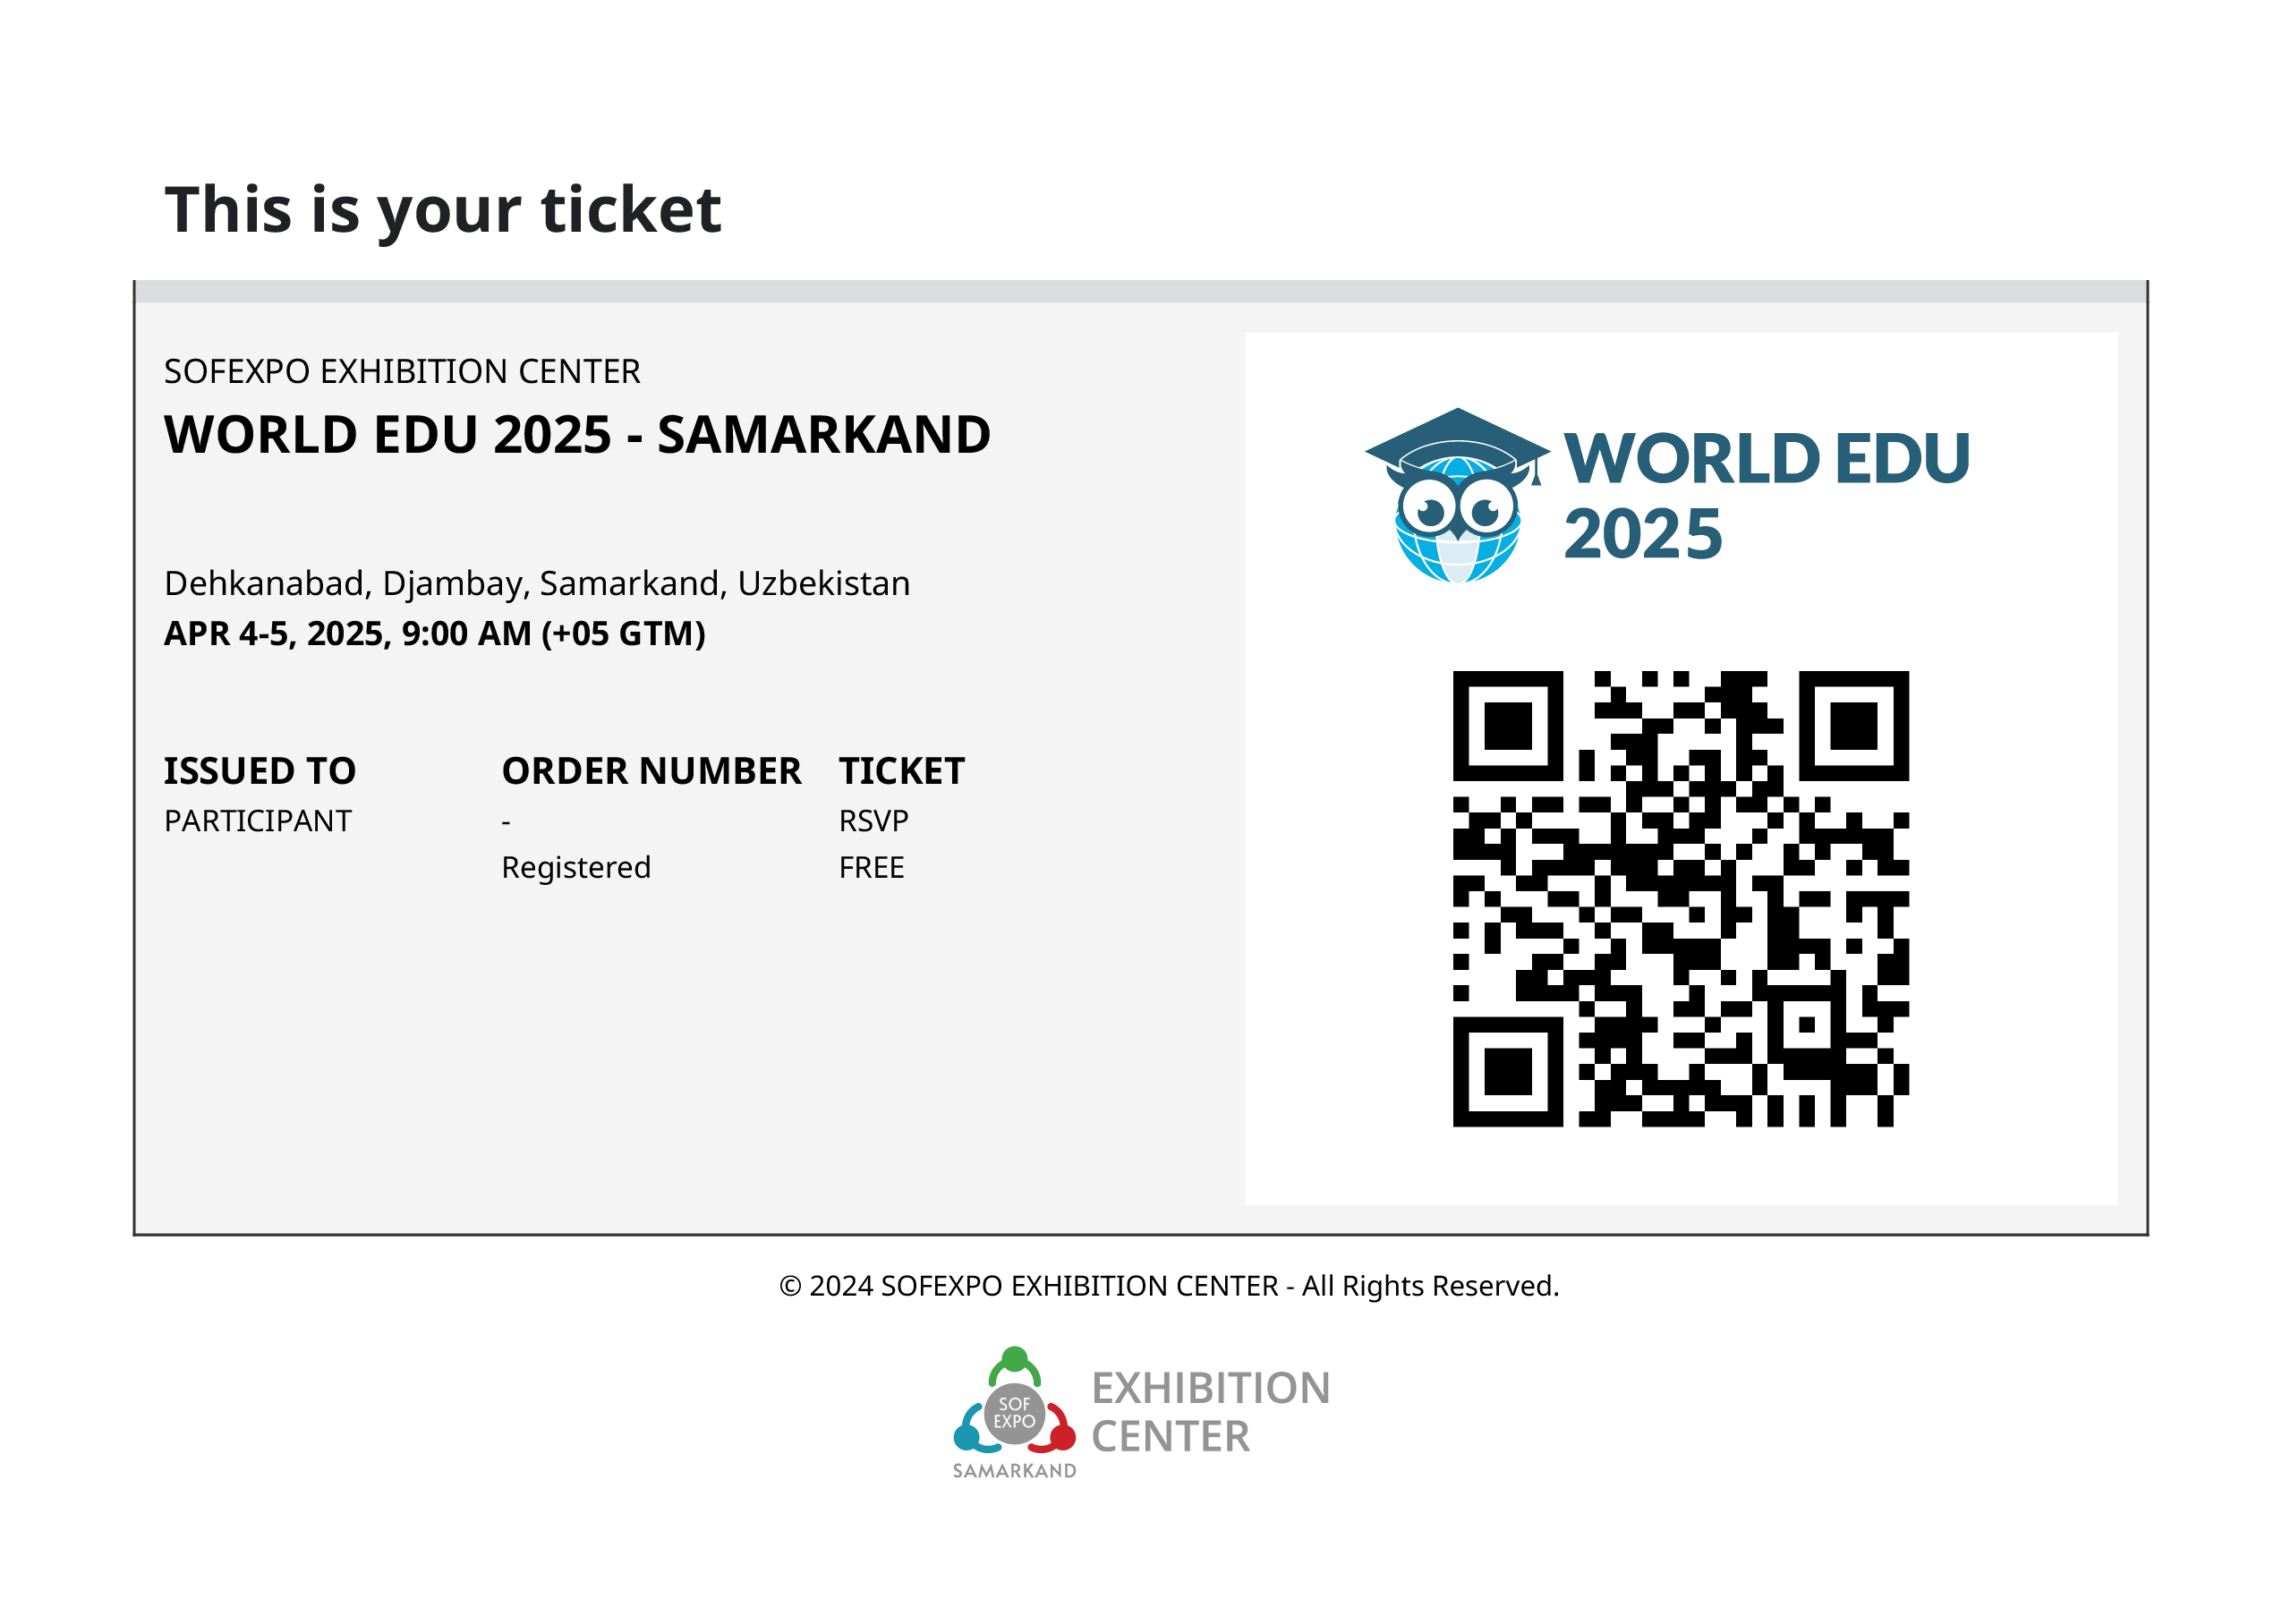 This is your ticket
SOFEXPO EXHIBITION CENTER
WORLD EDU 2025 - SAMARKAND
Dehkanabad, Djambay, Samarkand, Uzbekistan
APR 4-5, 2025, 9:00 AM (+05 GTM)
ISSUED TO ORDER NUMBER TICKET
PARTICIPANT - RSVP
Registered FREE
WORLD EDU
2025
© 2024 SOFEXPO EXHIBITION CENTER - All Rights Reserved.
SOF
EXPO
SAMARKAND
EXHIBITION
CENTER